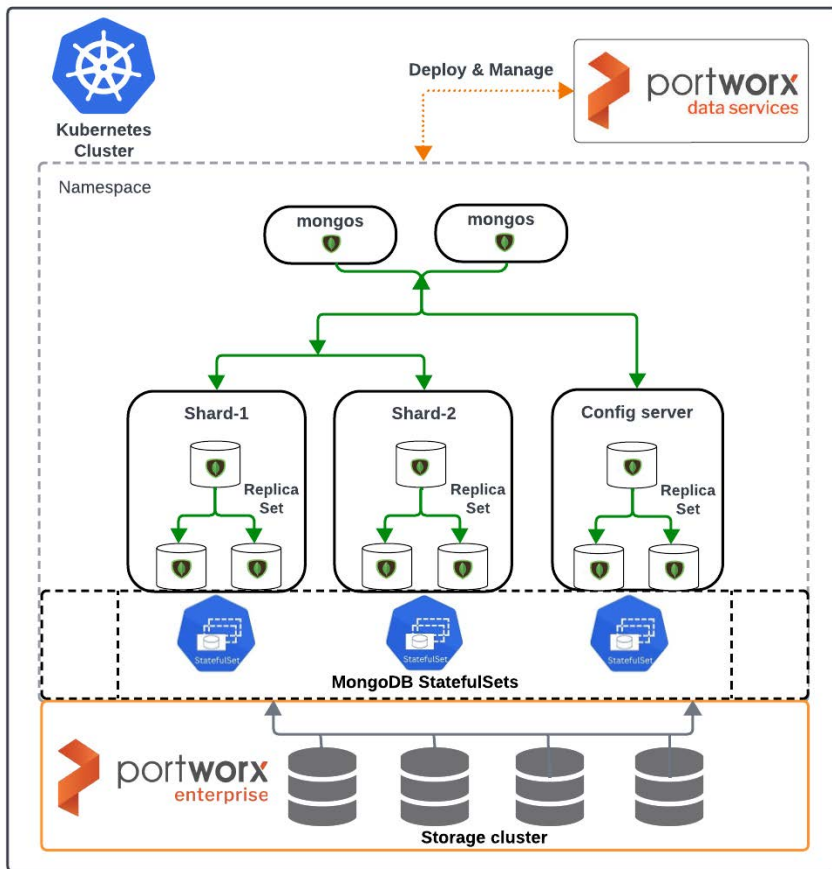 Kubernetes
Cluster
Deploy & Manage
portworx
data services
Namespace
mongos
mongos
Shard-1
Shard-2
Config server
Replica
Set
Replica
Set
Replica
Set
StatefulSet
StatefulSet
StatefulSet
MongoDB StatefulSets
portworx
enterprise
Storage cluster